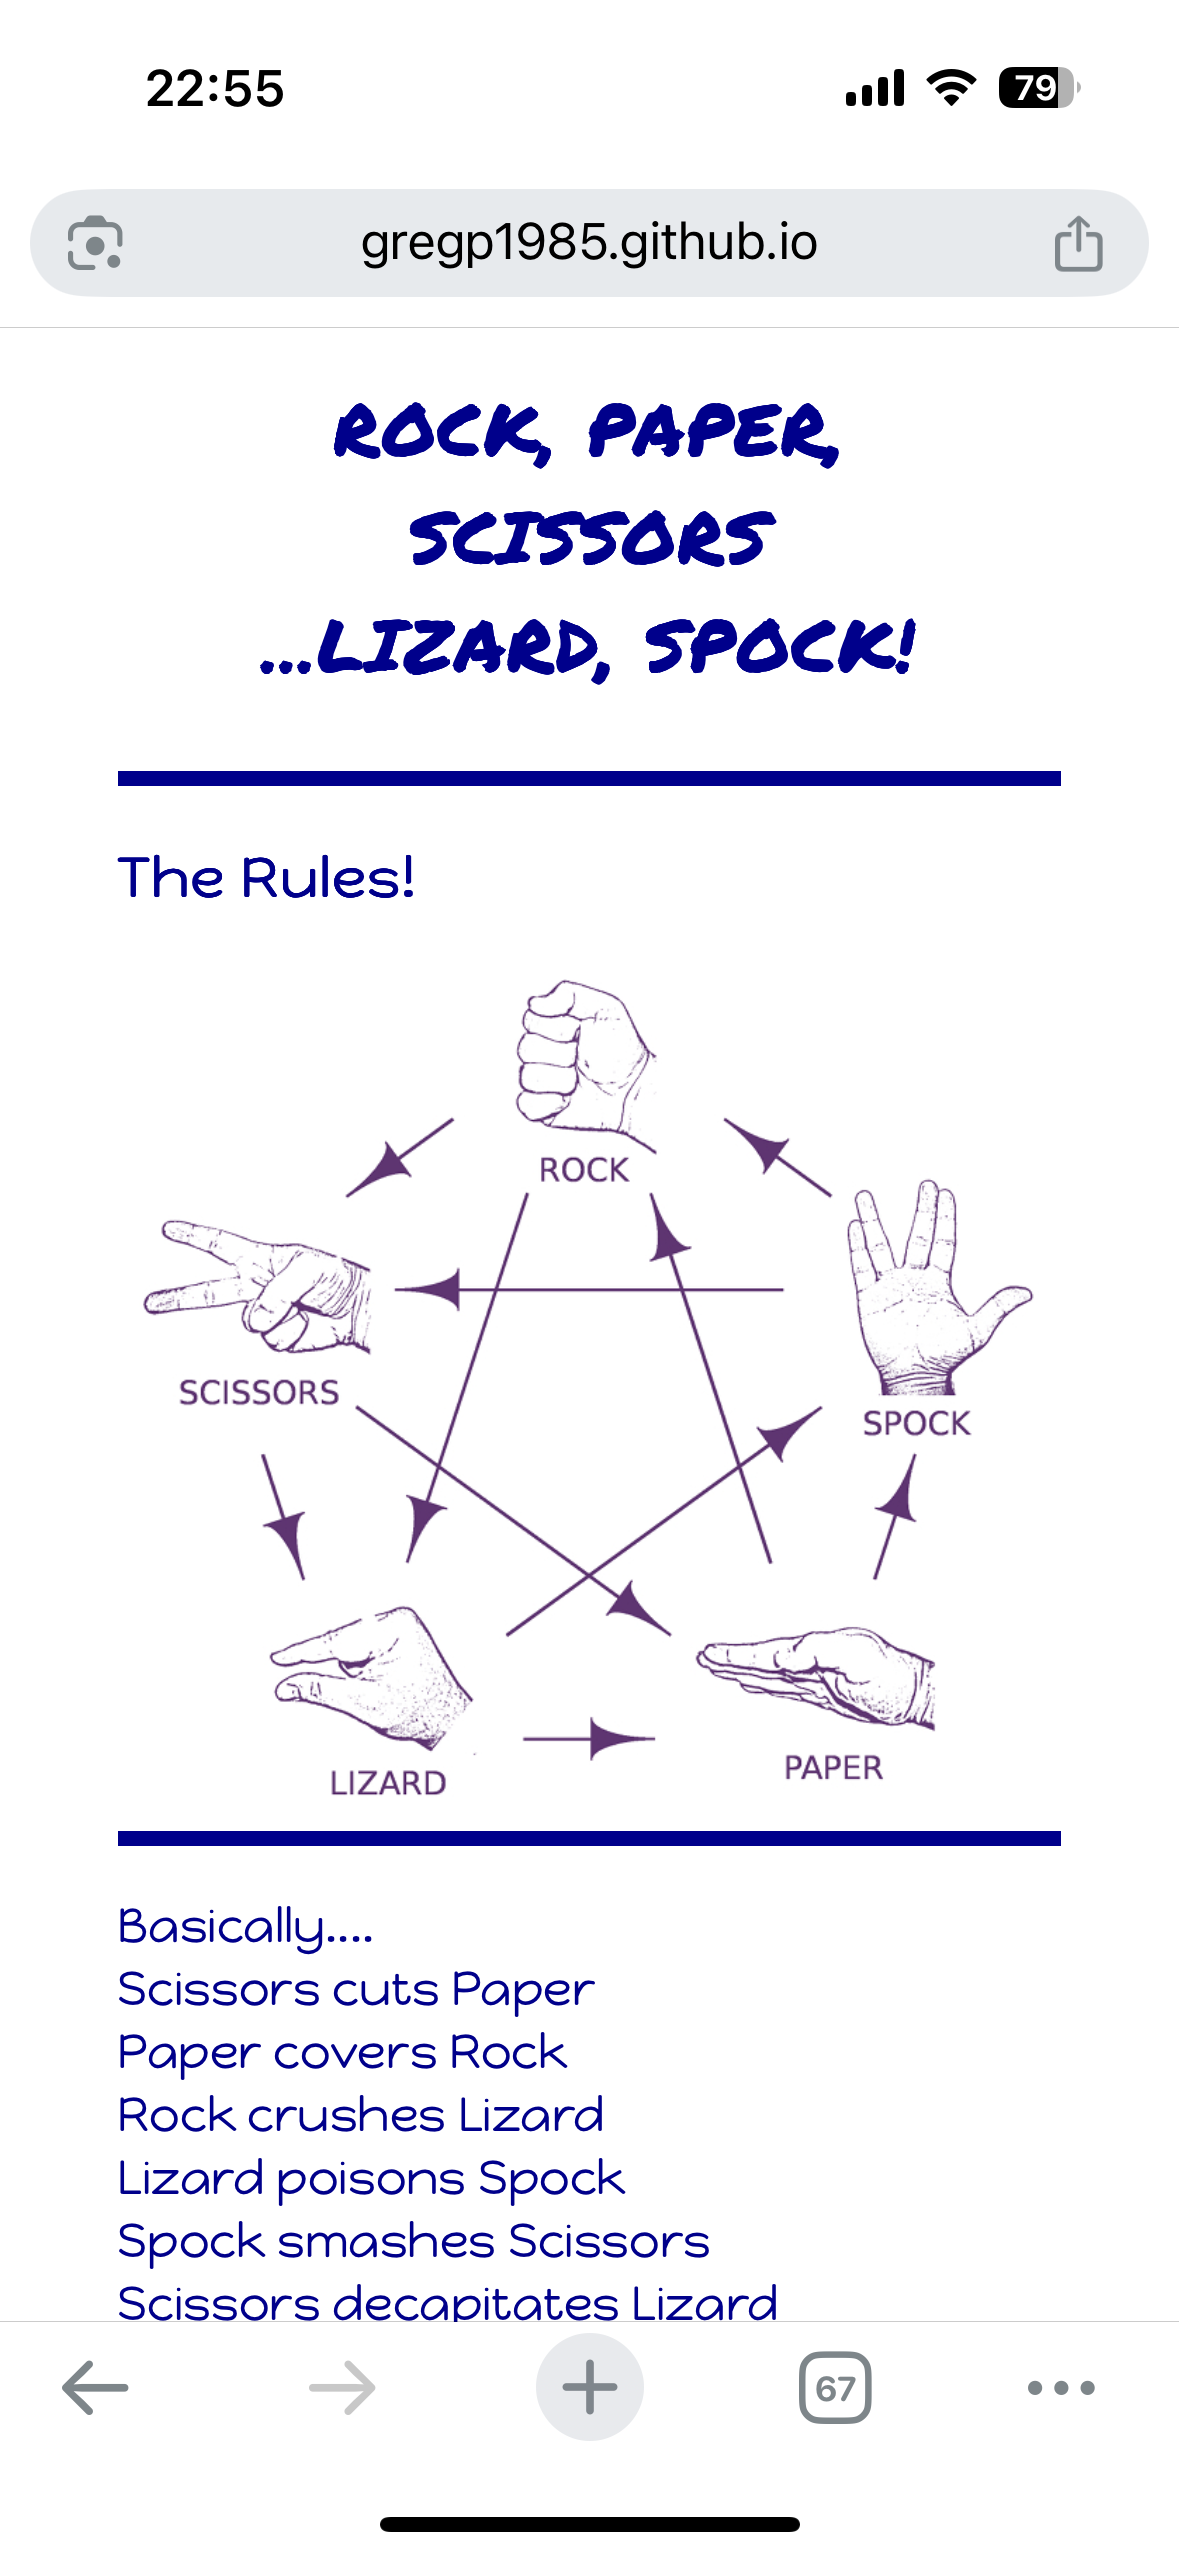 22:55
79
gregp1985.github.io
ROCK, PAPER,
SCISSORS
...LIZARD, SPOCK!
The Rules!
ROCK
SCISSORS
SPOCK
LIZARD
PAPER
Basically....
Scissors cuts Paper
Paper covers Rock
Rock crushes Lizard
Lizard poisons Spock
Spock smashes Scissors
Scissors decapitates Lizard
67